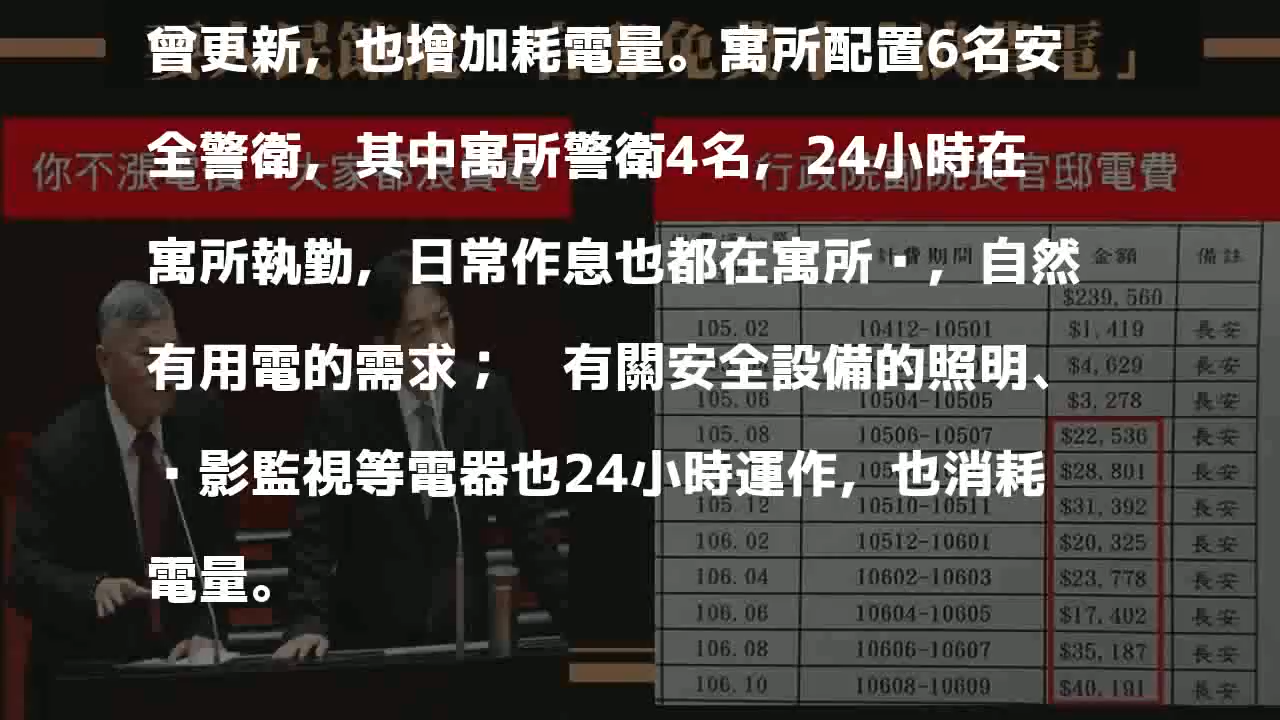 曾更新，也增加耗電量。寓所配置6名安
全警衛，其中寓所警衛4名，24小時在
寓所執勤，日常作息也都在寓所▪，自然
有用電的需求；　有關安全設備的照明、
▪影監視等電器也24小時運作，也消耗
電量。
你不漲電價 大家都浪費電
行政院副院長官邸電費
計費期間 金額 備註
$239,560
105.02 10412-10501 $1,419 長安
$4,629 長安
105.06 10504-10505 $3,278 長安
105.08 10506-10507 $22,536 長安
$28,801 長安
105.12 10510-10511 $31,392 長安
106.02 10512-10601 $20,325 長安
106.04 10602-10603 $23,778 長安
106.06 10604-10605 $17,402 長安
106.08 10606-10607 $35,187 長安
106.10 10608-10609 $40,191 長安